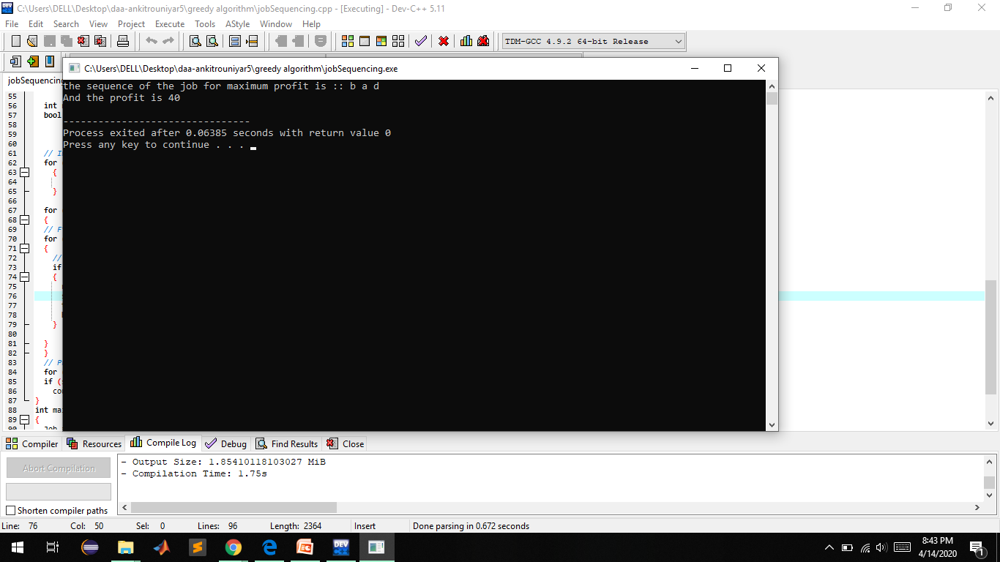 C:\Users\DELL\Desktop\daa-ankitrouniyar5\greedy algorithm\jobSequencing.cpp - [Executing] - Dev-C++ 5.11
File Edit Search View Project Execute Tools AStyle Window Help
TDM-GCC 4.9.2 64-bit Release
jobSequencing
C:\Users\DELL\Desktop\daa-ankitrouniyar5\greedy algorithm\jobSequencing.exe
the sequence of the job for maximum profit is :: b a d
And the profit is 40
--------------------------------
Process exited after 0.06385 seconds with return value 0
Press any key to continue . . .
55
56 int
57 bool
58
59
60
61 //
62 for
63 {
64
65 }
66
67 for
68 {
69 // F
70 for
71 {
72 //
73 if
74 {
75
76
77
78
79 }
80
81 }
82 }
83 // P
84 for
85 if (
86 cou
87 }
88 int mai
89 {
90 Job
Compiler Resources Compile Log Debug Find Results Close
Abort Compilation
Shorten compiler paths
- Output Size: 1.85410118103027 MiB
- Compilation Time: 1.75s
Line: 76 Col: 50 Sel: 0 Lines: 96 Length: 2364 Insert Done parsing in 0.672 seconds
DEV
8:43 PM
4/14/2020
1